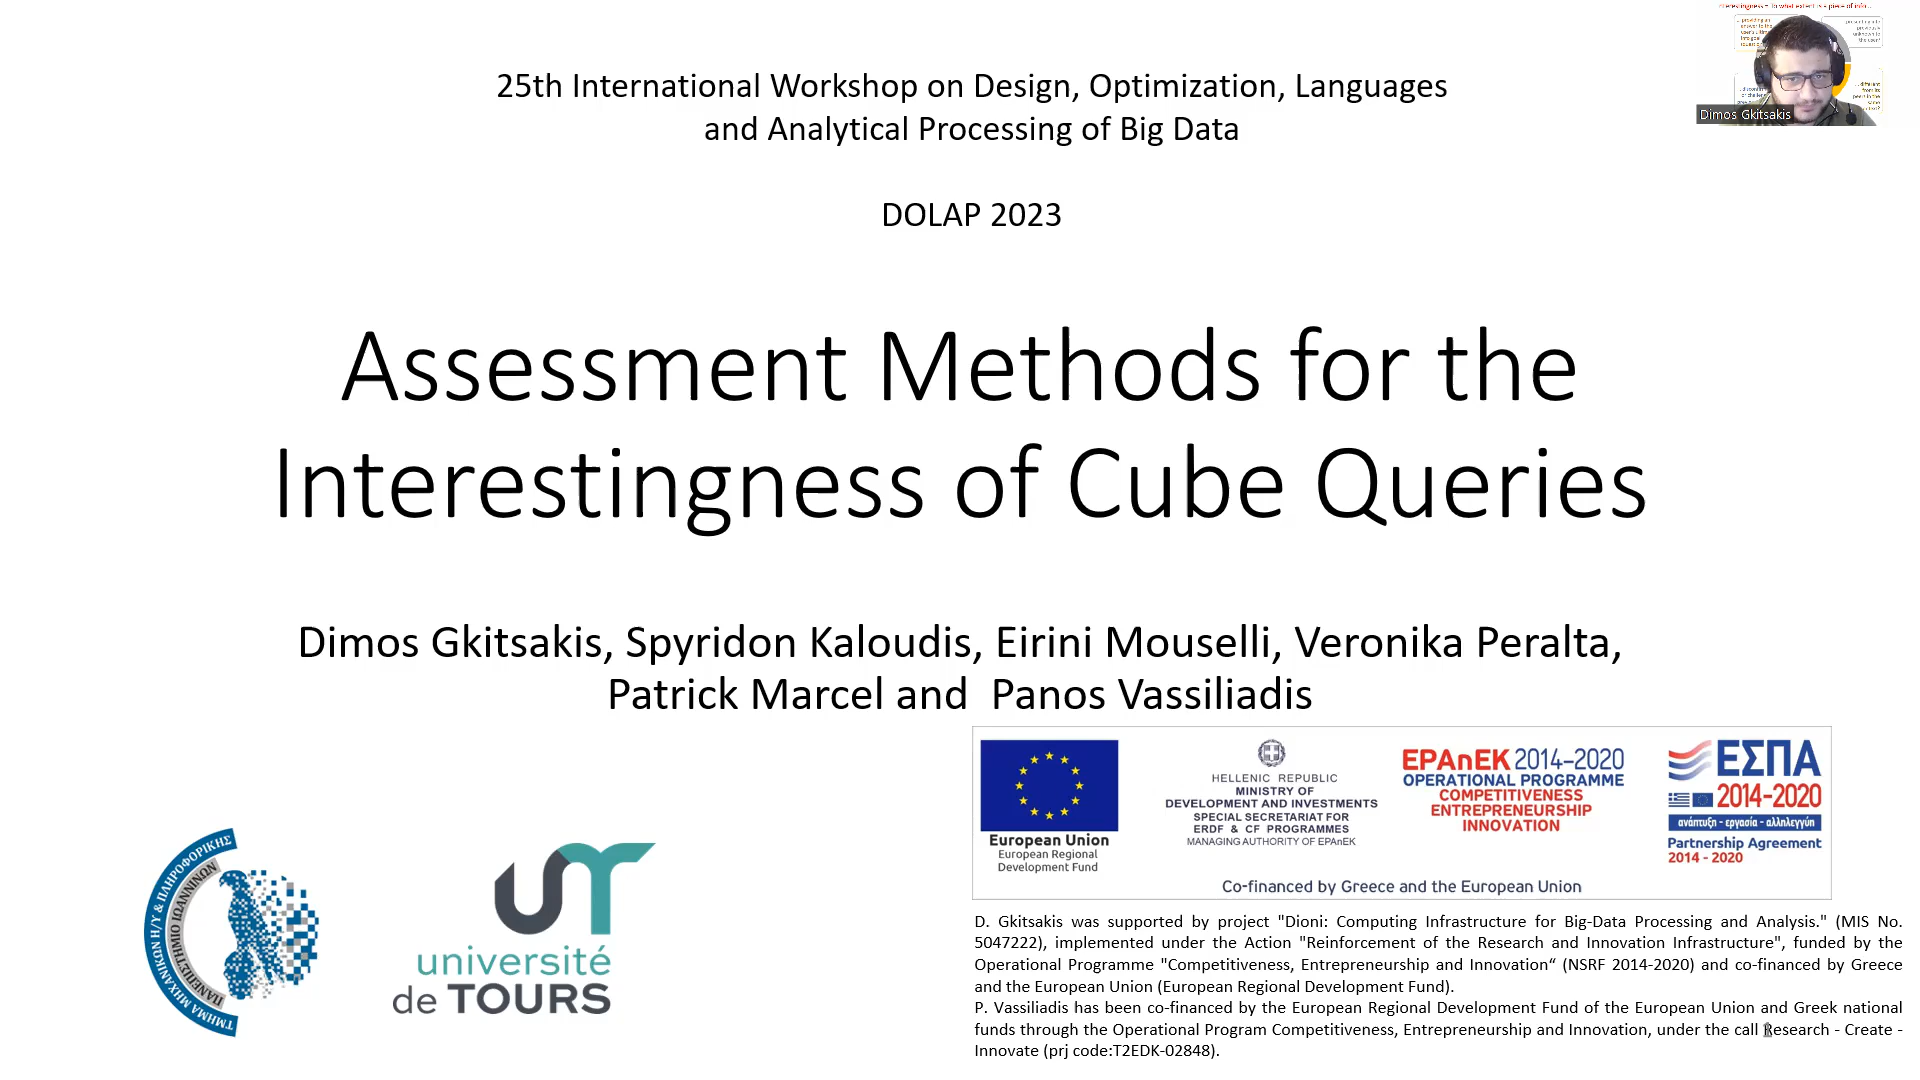 25th International Workshop on Design, Optimization, Languages
and Analytical Processing of Big Data
DOLAP 2023
Assessment Methods for the
Interestingness of Cube Queries
Dimos Gkitsakis, Spyridon Kaloudis, Eirini Mouselli, Veronika Peralta,
Patrick Marcel and Panos Vassiliadis
Dimos Gkitsakis
European Union
European Regional
Development Fund
HELLENIC REPUBLIC
MINISTRY OF
DEVELOPMENT AND INVESTMENTS
SPECIAL SECRETARIAT FOR
ERDF & CF PROGRAMMES
MANAGING AUTHORITY OF EPAnEK
EPAnEK 2014–2020
OPERATIONAL PROGRAMME
COMPETITIVENESS
ENTREPRENEURSHIP
INNOVATION
ΕΣΠΑ
2014-2020
ανάπτυξη - εργασία - αλληλεγγύη
Partnership Agreement
2014 - 2020
Co-financed by Greece and the European Union
ΤΜΗΜΑ ΜΗΧΑΝΙΚΩΝ Η/Υ & ΠΛΗΡΟΦΟΡΙΚΗΣ
ΠΑΝΕΠΙΣΤΗΜΙΟ ΙΩΑΝΝΙΝΩΝ
université
de TOURS
D. Gkitsakis was supported by project "Dioni: Computing Infrastructure for Big-Data Processing and Analysis." (MIS No.
5047222), implemented under the Action "Reinforcement of the Research and Innovation Infrastructure", funded by the
Operational Programme "Competitiveness, Entrepreneurship and Innovation“ (NSRF 2014-2020) and co-financed by Greece
and the European Union (European Regional Development Fund).
P. Vassiliadis has been co-financed by the European Regional Development Fund of the European Union and Greek national
funds through the Operational Program Competitiveness, Entrepreneurship and Innovation, under the call Research - Create -
Innovate (prj code:T2EDK-02848).